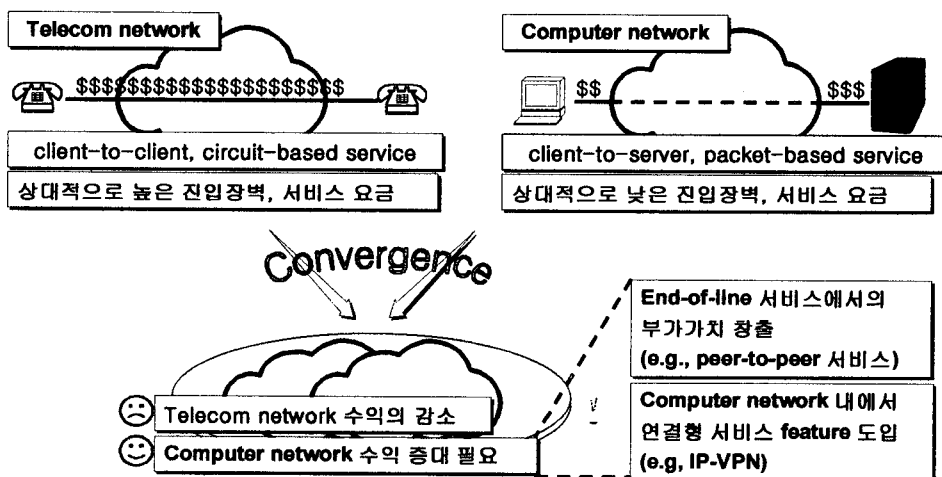 Telecom network
$$$$$$$$$$$$$$$$$$$$$$
client-to-client, circuit-based service
상대적으로 높은 진입장벽, 서비스 요금
Computer network
$$
$$$
client-to-server, packet-based service
상대적으로 낮은 진입장벽, 서비스 요금
Convergence
Telecom network 수익의 감소
Computer network 수익 증대 필요
End-of-line 서비스에서의
부가가치 창출
(e.g., peer-to-peer 서비스)
Computer network 내에서
연결형 서비스 feature 도입
(e.g, IP-VPN)